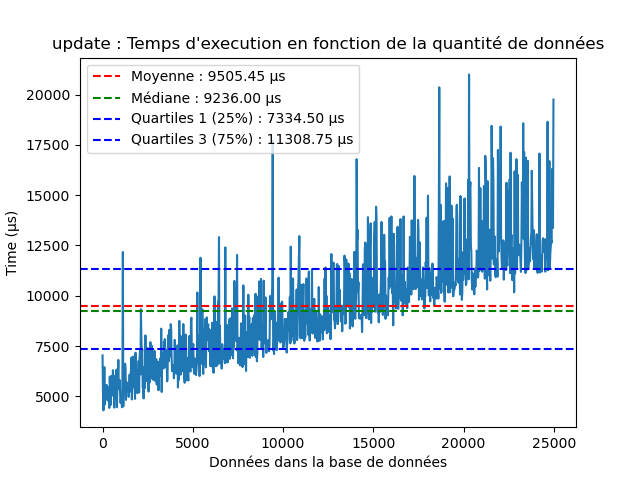 update : Temps d'execution en fonction de la quantité de données
Moyenne : 9505.45 µs
Médiane : 9236.00 µs
Quartiles 1 (25%) : 7334.50 µs
Quartiles 3 (75%) : 11308.75 µs
Time (µs)
20000
17500
15000
12500
10000
7500
5000
0 5000 10000 15000 20000 25000
Données dans la base de données